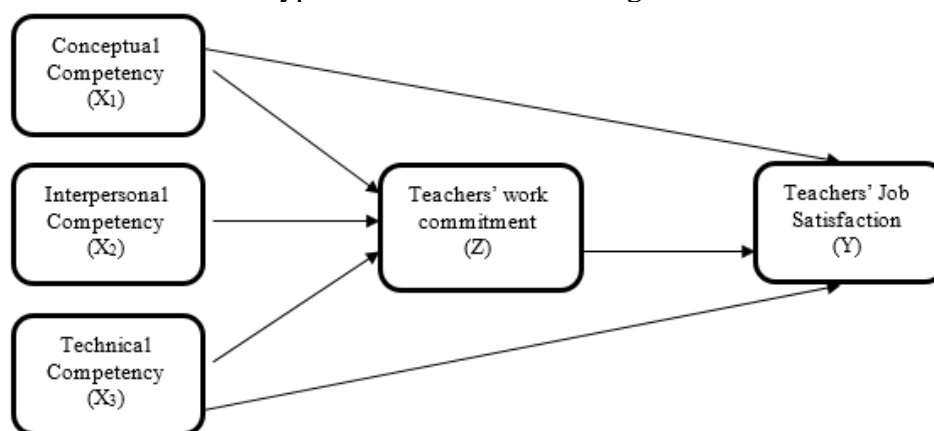 Conceptual
Competency
(X₁)
Interpersonal
Competency
(X₂)
Technical
Competency
(X₃)
Teachers' work
commitment
(Z)
Teachers' Job
Satisfaction
(Y)